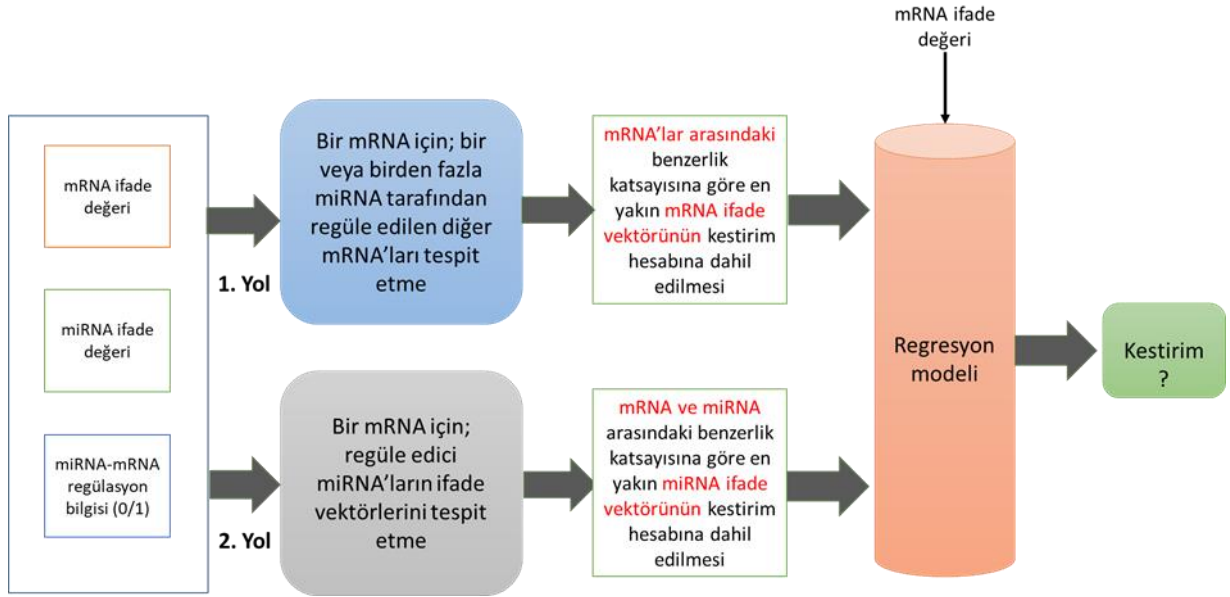 mRNA ifade
değeri
mRNA ifade
değeri
miRNA ifade
değeri
miRNA-mRNA
regülasyon
bilgisi (0/1)
1. Yol
Bir mRNA için; bir
veya birden fazla
miRNA tarafından
regüle edilen diğer
mRNA'ları tespit
etme
mRNA'lar arasındaki
benzerlik
katsayısına göre en
yakın mRNA ifade
vektörünün kestirim
hesabına dahil
edilmesi
2. Yol
Bir mRNA için;
regüle edici
miRNA'ların ifade
vektörlerini tespit
etme
mRNA ve miRNA
arasındaki benzerlik
katsayısına göre en
yakın miRNA ifade
vektörünün kestirim
hesabına dahil
edilmesi
Regresyon
modeli
Kestirim
?